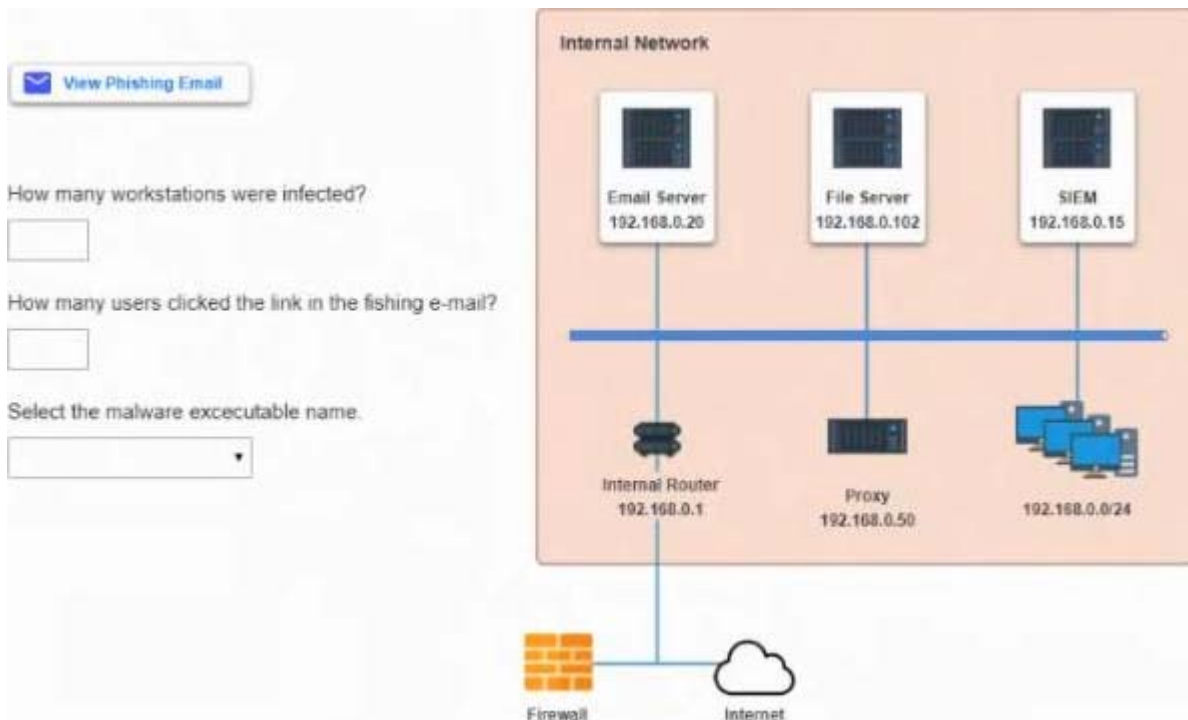 View Phishing Email
How many workstations were infected?
How many users clicked the link in the fishing e-mail?
Select the malware excecutable name.
Internal Network
Email Server
192.168.0.20
File Server
192.168.0.102
SIEM
192.168.0.15
Internal Router
192.168.0.1
Proxy
192.168.0.50
192.168.0.0/24
Firewall
Internet